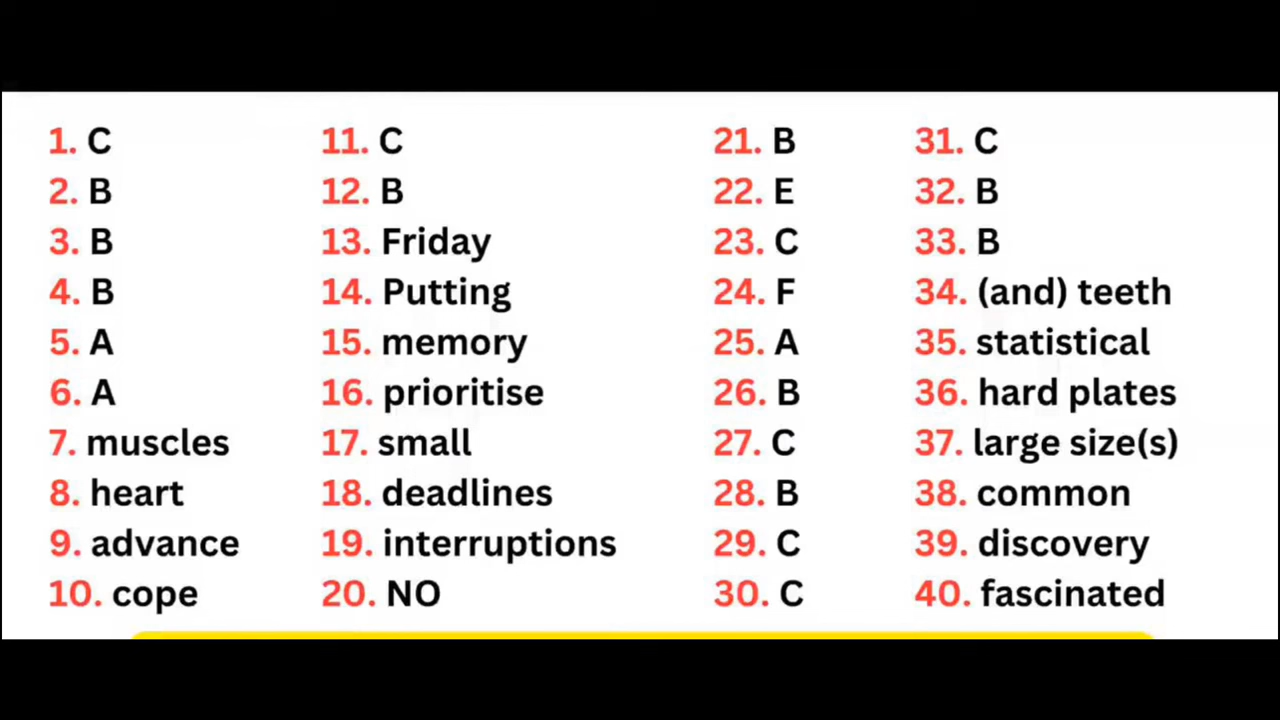 1. C
2. B
3. B
4. B
5. A
6. A
7. muscles
8. heart
9. advance
10. cope
11. C
12. B
13. Friday
14. Putting
15. memory
16. prioritise
17. small
18. deadlines
19. interruptions
20. NO
21. B
22. E
23. C
24. F
25. A
26. B
27. C
28. B
29. C
30. C
31. C
32. B
33. B
34. (and) teeth
35. statistical
36. hard plates
37. large size(s)
38. common
39. discovery
40. fascinated